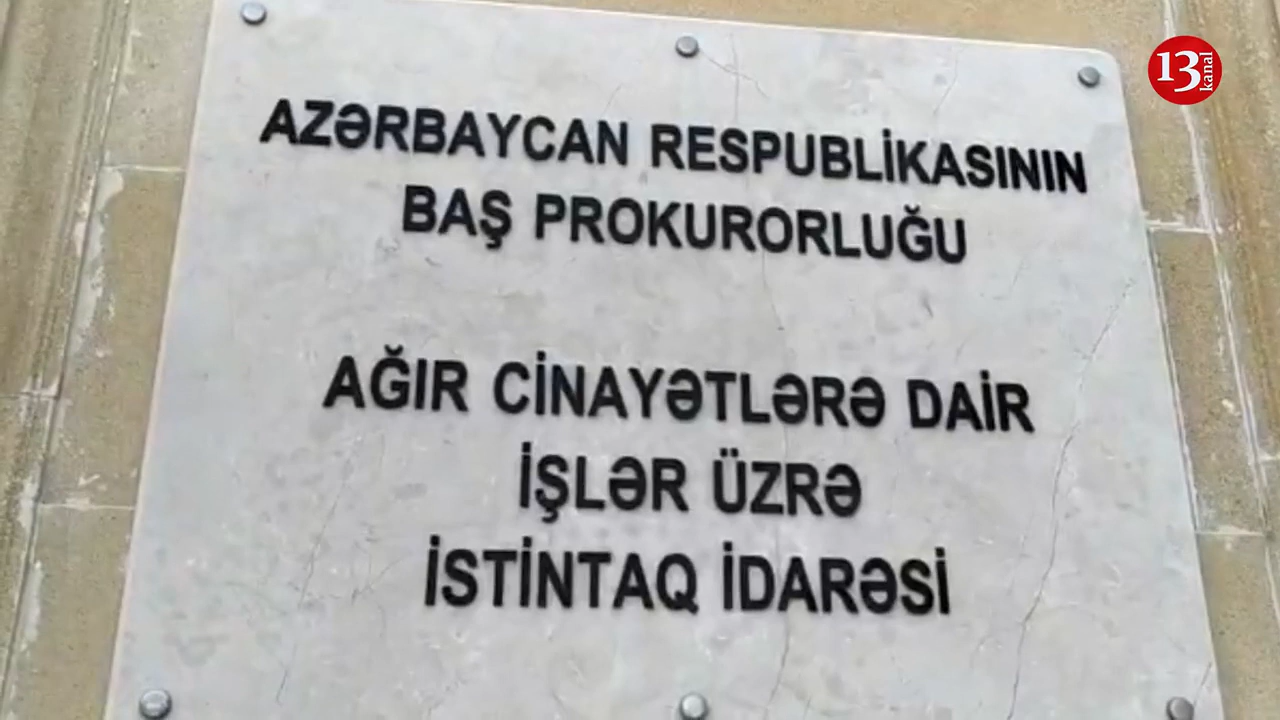 13 kanal
AZƏRBAYCAN RESPUBLİKASININ
BAŞ PROKURORLUĞU
AĞIR CİNAYƏTLƏRƏ DAİR
İŞLƏR ÜZRƏ
İSTİNTAQ İDARƏSİ